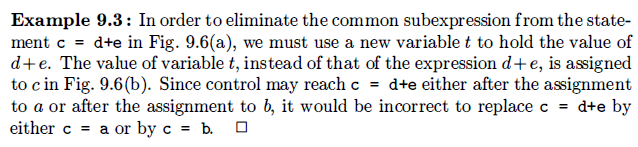 Example 9.3: In order to eliminate the common subexpression from the state-
ment c = d+e in Fig. 9.6(a), we must use a new variable t to hold the value of
d+e. The value of variable t, instead of that of the expression d+e, is assigned
to c in Fig. 9.6(b). Since control may reach c = d+e either after the assignment
to a or after the assignment to b, it would be incorrect to replace c = d+e by
either c = a or by c = b. □